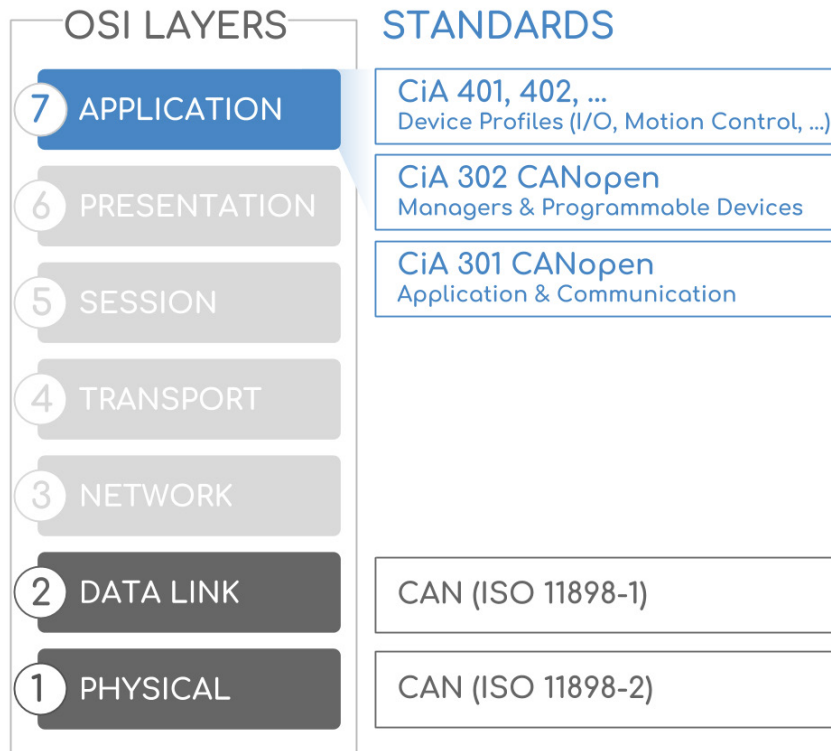 OSI LAYERS
STANDARDS
7 APPLICATION
CiA 401, 402, ...
Device Profiles (I/O, Motion Control, ...)
6 PRESENTATION
CiA 302 CANopen
Managers & Programmable Devices
5 SESSION
CiA 301 CANopen
Application & Communication
4 TRANSPORT
3 NETWORK
2 DATA LINK
CAN (ISO 11898-1)
1 PHYSICAL
CAN (ISO 11898-2)